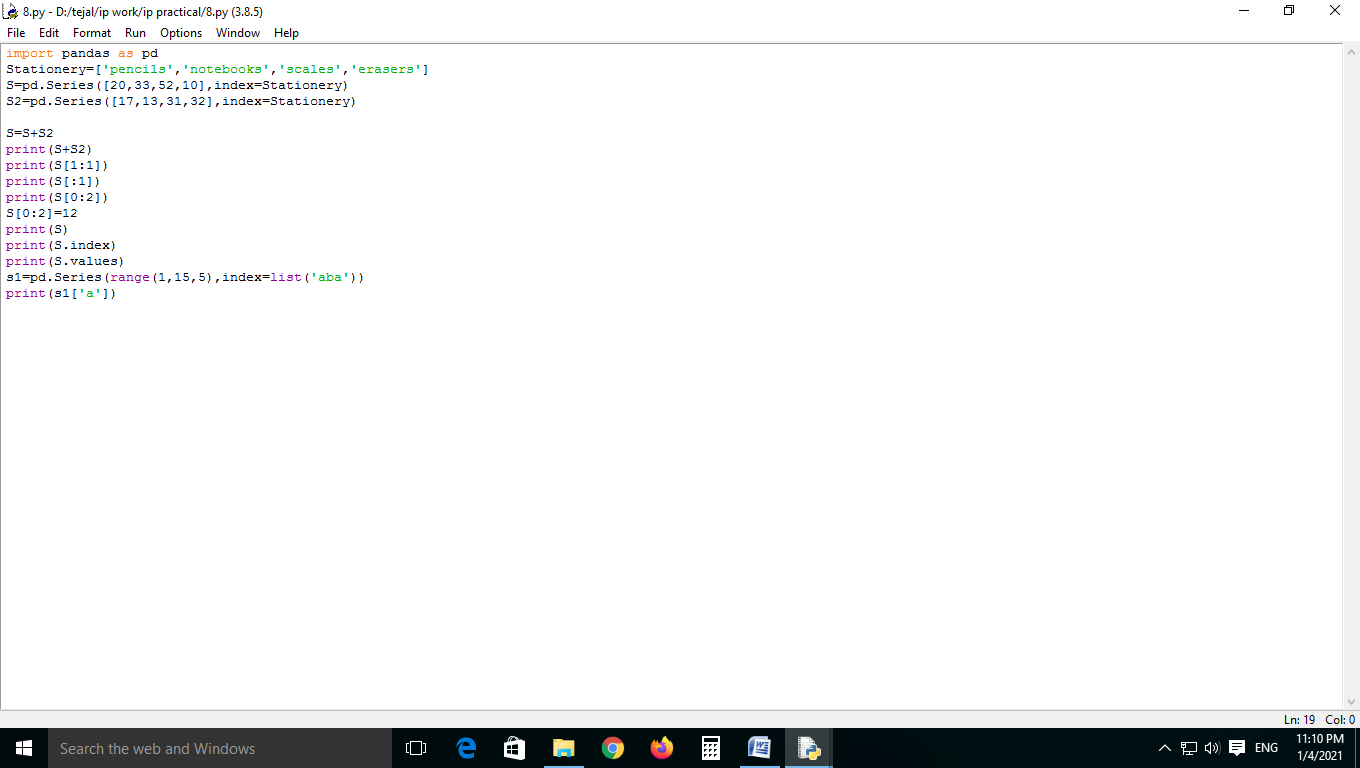 8.py - D:/tejal/ip work/ip practical/8.py (3.8.5)
File Edit Format Run Options Window Help
import pandas as pd
Stationery=['pencils','notebooks','scales','erasers']
S=pd.Series([20,33,52,10],index=Stationery)
S2=pd.Series([17,13,31,32],index=Stationery)
S=S+S2
print(S+S2)
print(S[1:1])
print(S[:1])
print(S[0:2])
S[0:2]=12
print(S)
print(S.index)
print(S.values)
s1=pd.Series(range(1,15,5),index=list('aba'))
print(s1['a'])
Ln: 19 Col: 0
Search the web and Windows
ENG
11:10 PM
1/4/2021